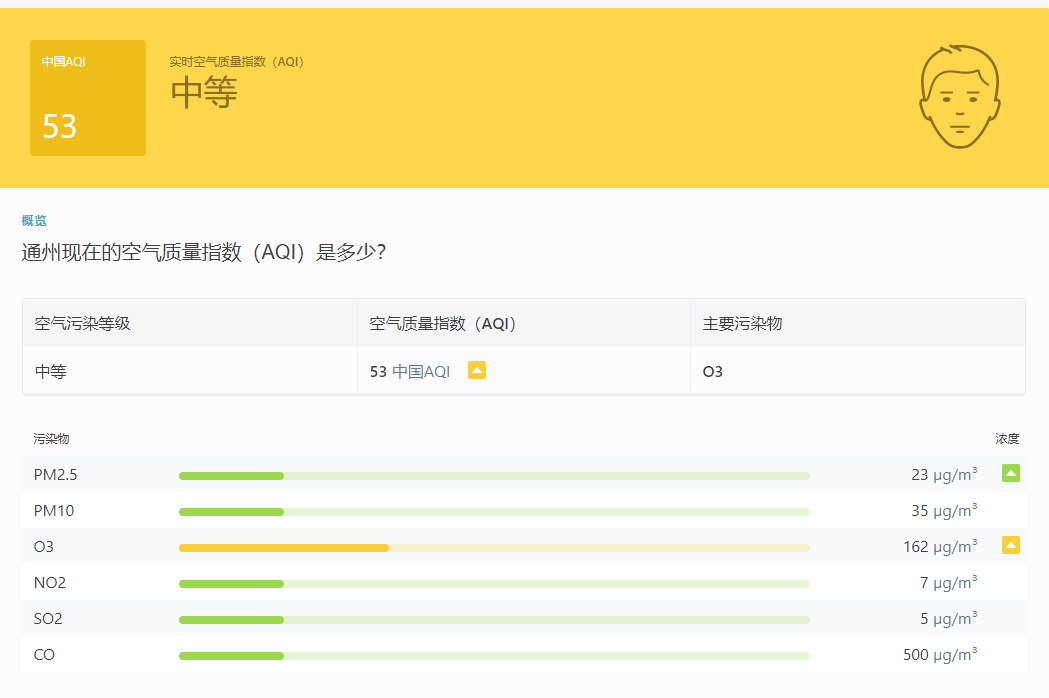 中国AQI
53
实时空气质量指数（AQI）
中等
概览
通州现在的空气质量指数（AQI）是多少?
空气污染等级 空气质量指数（AQI） 主要污染物
中等 53 中国AQI O3
污染物 浓度
PM2.5 23 µg/m³
PM10 35 µg/m³
O3 162 µg/m³
NO2 7 µg/m³
SO2 5 µg/m³
CO 500 µg/m³